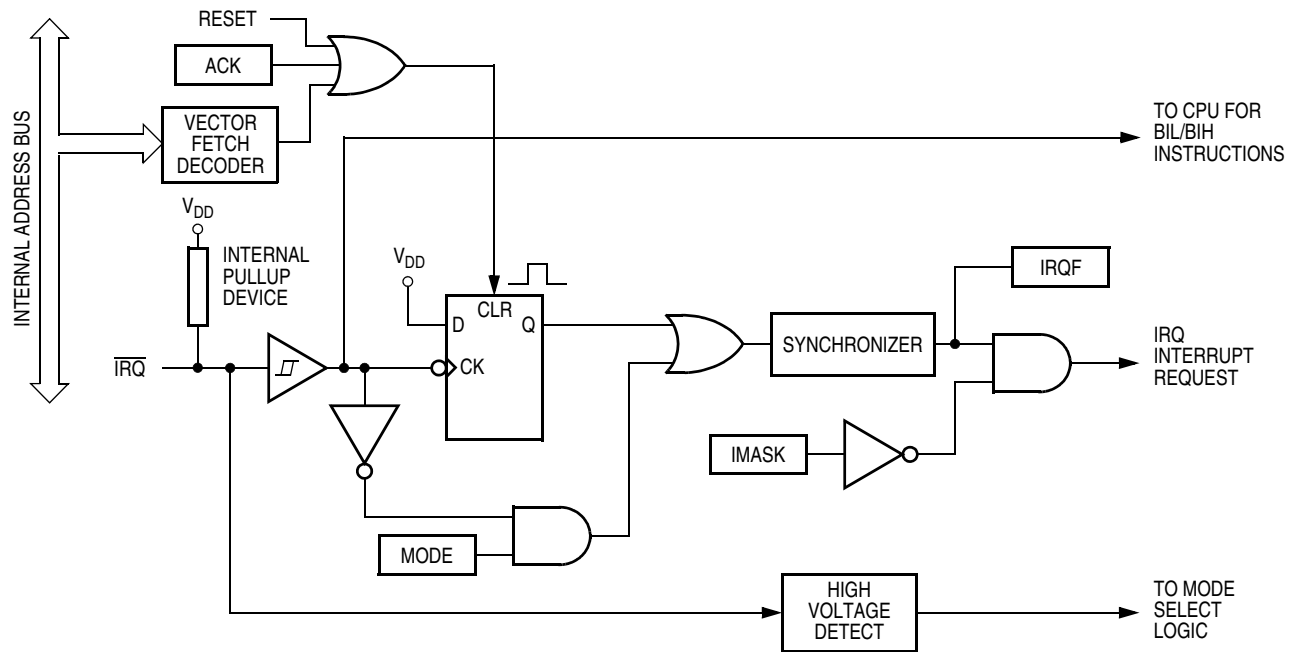 RESET
ACK
VECTOR
FETCH
DECODER
INTERNAL ADDRESS BUS
TO CPU FOR
BIL/BIH
INSTRUCTIONS
VDD
INTERNAL
PULLUP
DEVICE
VDD
CLR
D
Q
CK
IRQ
SYNCHRONIZER
IRQF
IRQ
INTERRUPT
REQUEST
IMASK
MODE
HIGH
VOLTAGE
DETECT
TO MODE
SELECT
LOGIC